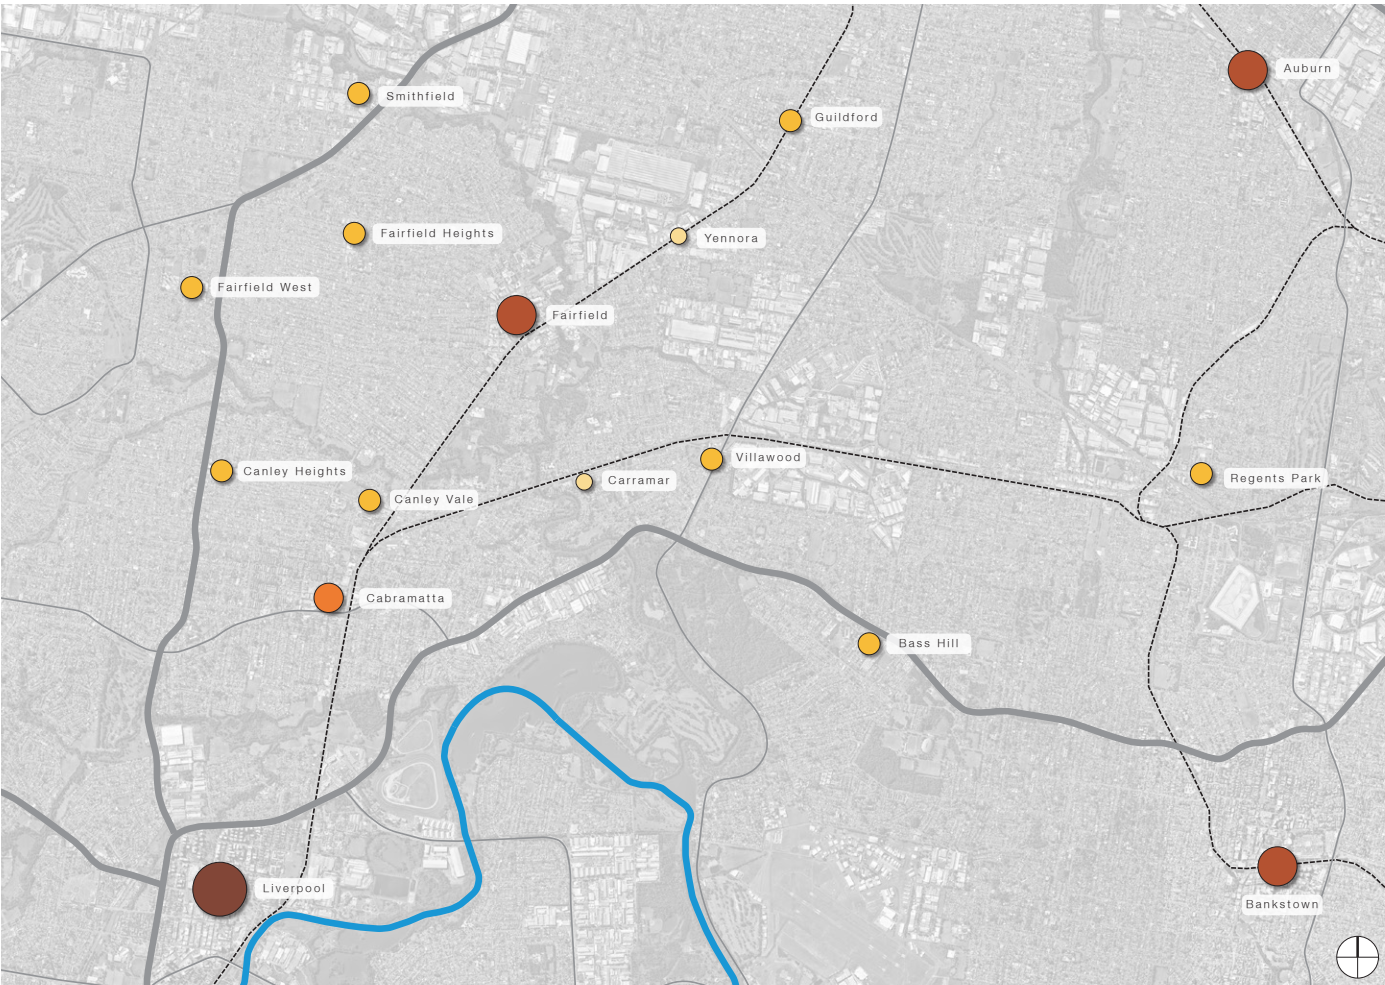 Auburn
Smithfield
Guildford
Fairfield Heights
Yennora
Fairfield West
Fairfield
Villawood
Canley Heights
Regents Park
Carramar
Canley Vale
Cabramatta
Bass Hill
Liverpool
Bankstown